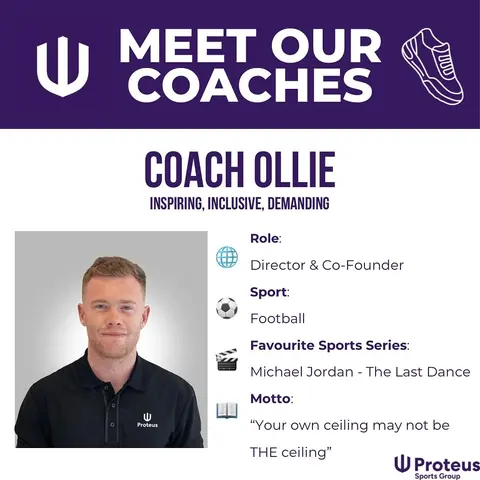 MEET OUR
COACHES
COACH OLLIE
INSPIRING, INCLUSIVE, DEMANDING
Role:
Director & Co-Founder
Sport:
Football
Favourite Sports Series:
Michael Jordan - The Last Dance
Motto:
“Your own ceiling may not be
THE ceiling”
Proteus
Proteus
Sports Group